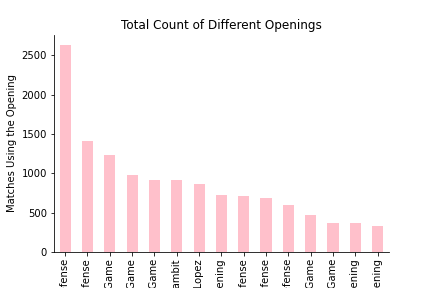 Total Count of Different Openings
Matches Using the Opening
2500
2000
1500
1000
500
0
fense
fense
Game
Game
Game
ambit
Lopez
ening
fense
fense
fense
Game
Game
ening
ening